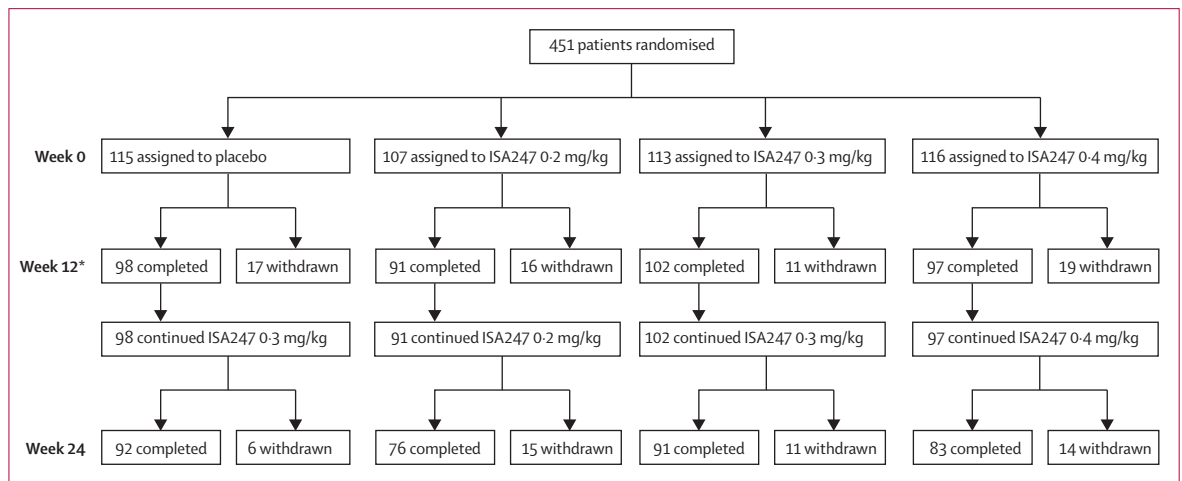 451 patients randomised
Week 0
115 assigned to placebo
107 assigned to ISA247 0·2 mg/kg
113 assigned to ISA247 0·3 mg/kg
116 assigned to ISA247 0·4 mg/kg
Week 12*
98 completed
17 withdrawn
91 completed
16 withdrawn
102 completed
11 withdrawn
97 completed
19 withdrawn
98 continued ISA247 0·3 mg/kg
91 continued ISA247 0·2 mg/kg
102 continued ISA247 0·3 mg/kg
97 continued ISA247 0·4 mg/kg
Week 24
92 completed
6 withdrawn
76 completed
15 withdrawn
91 completed
11 withdrawn
83 completed
14 withdrawn